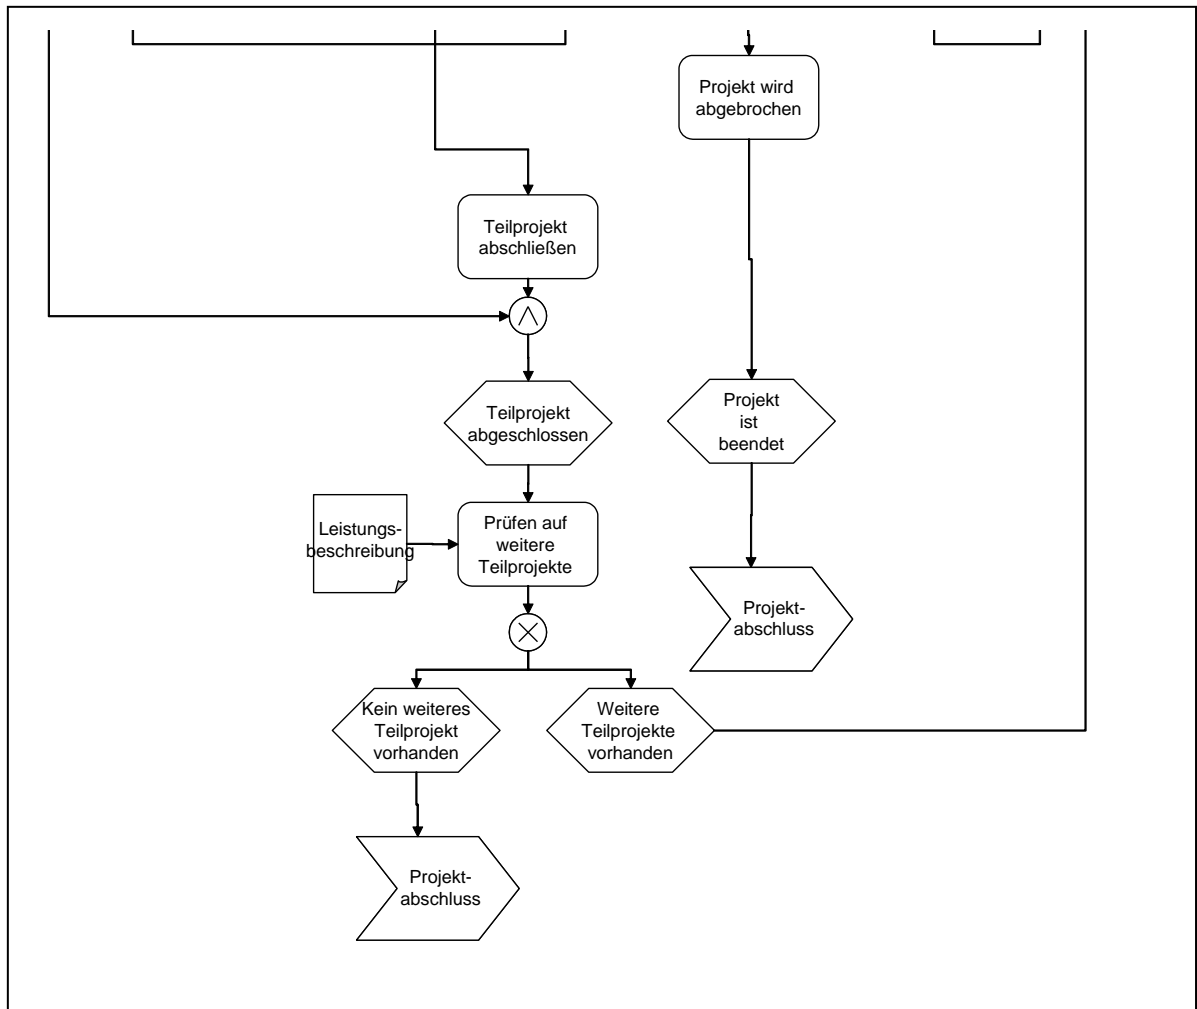 Projekt wird
abgebrochen
Teilprojekt
abschließen
Teilprojekt
abgeschlossen
Projekt
ist
beendet
Leistungs-
beschreibung
Prüfen auf
weitere
Teilprojekte
Projekt-
abschluss
Kein weiteres
Teilprojekt
vorhanden
Weitere
Teilprojekte
vorhanden
Projekt-
abschluss